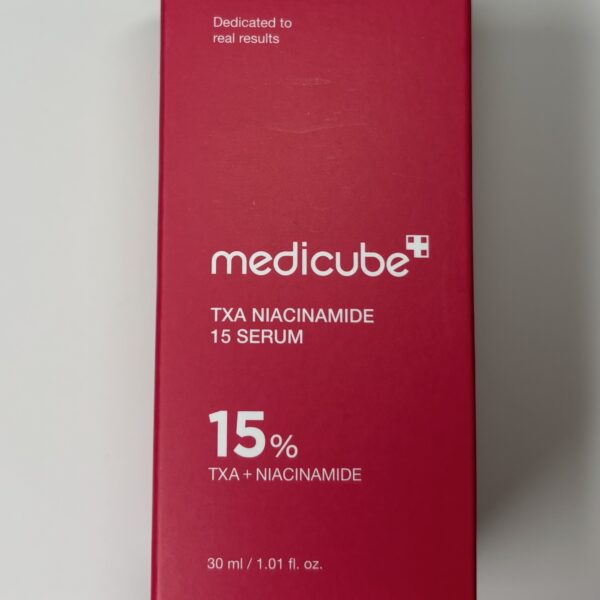 Dedicated to
real results
medicube
TXA NIACINAMIDE
15 SERUM
15%
TXA + NIACINAMIDE
30 ml / 1.01 fl. oz.